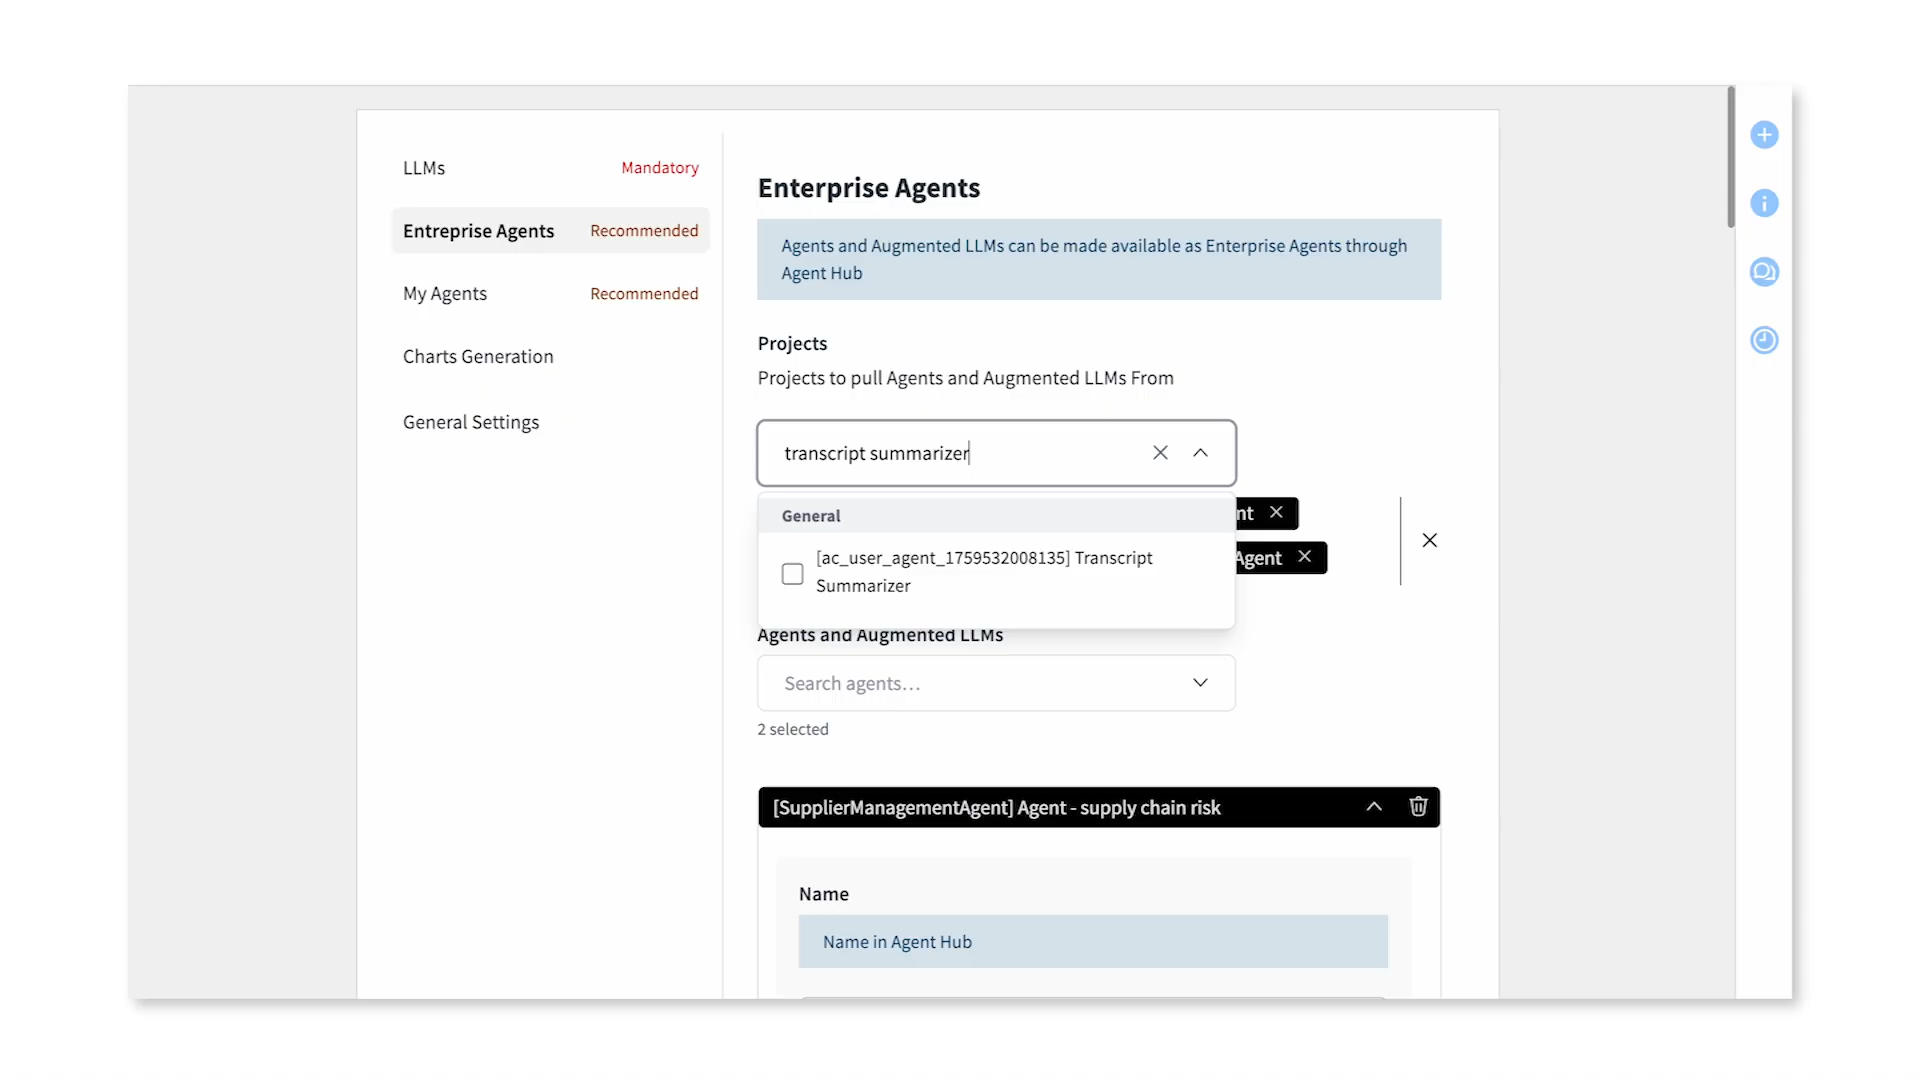 LLMs
Mandatory
Entreprise Agents
Recommended
My Agents
Recommended
Charts Generation
General Settings
Enterprise Agents
Agents and Augmented LLMs can be made available as Enterprise Agents through
Agent Hub
Projects
Projects to pull Agents and Augmented LLMs From
transcript summarizer
General
[ac_user_agent_1759532008135] Transcript
Summarizer
nt
Agent
Agents and Augmented LLMs
Search agents...
2 selected
[SupplierManagementAgent] Agent - supply chain risk
Name
Name in Agent Hub